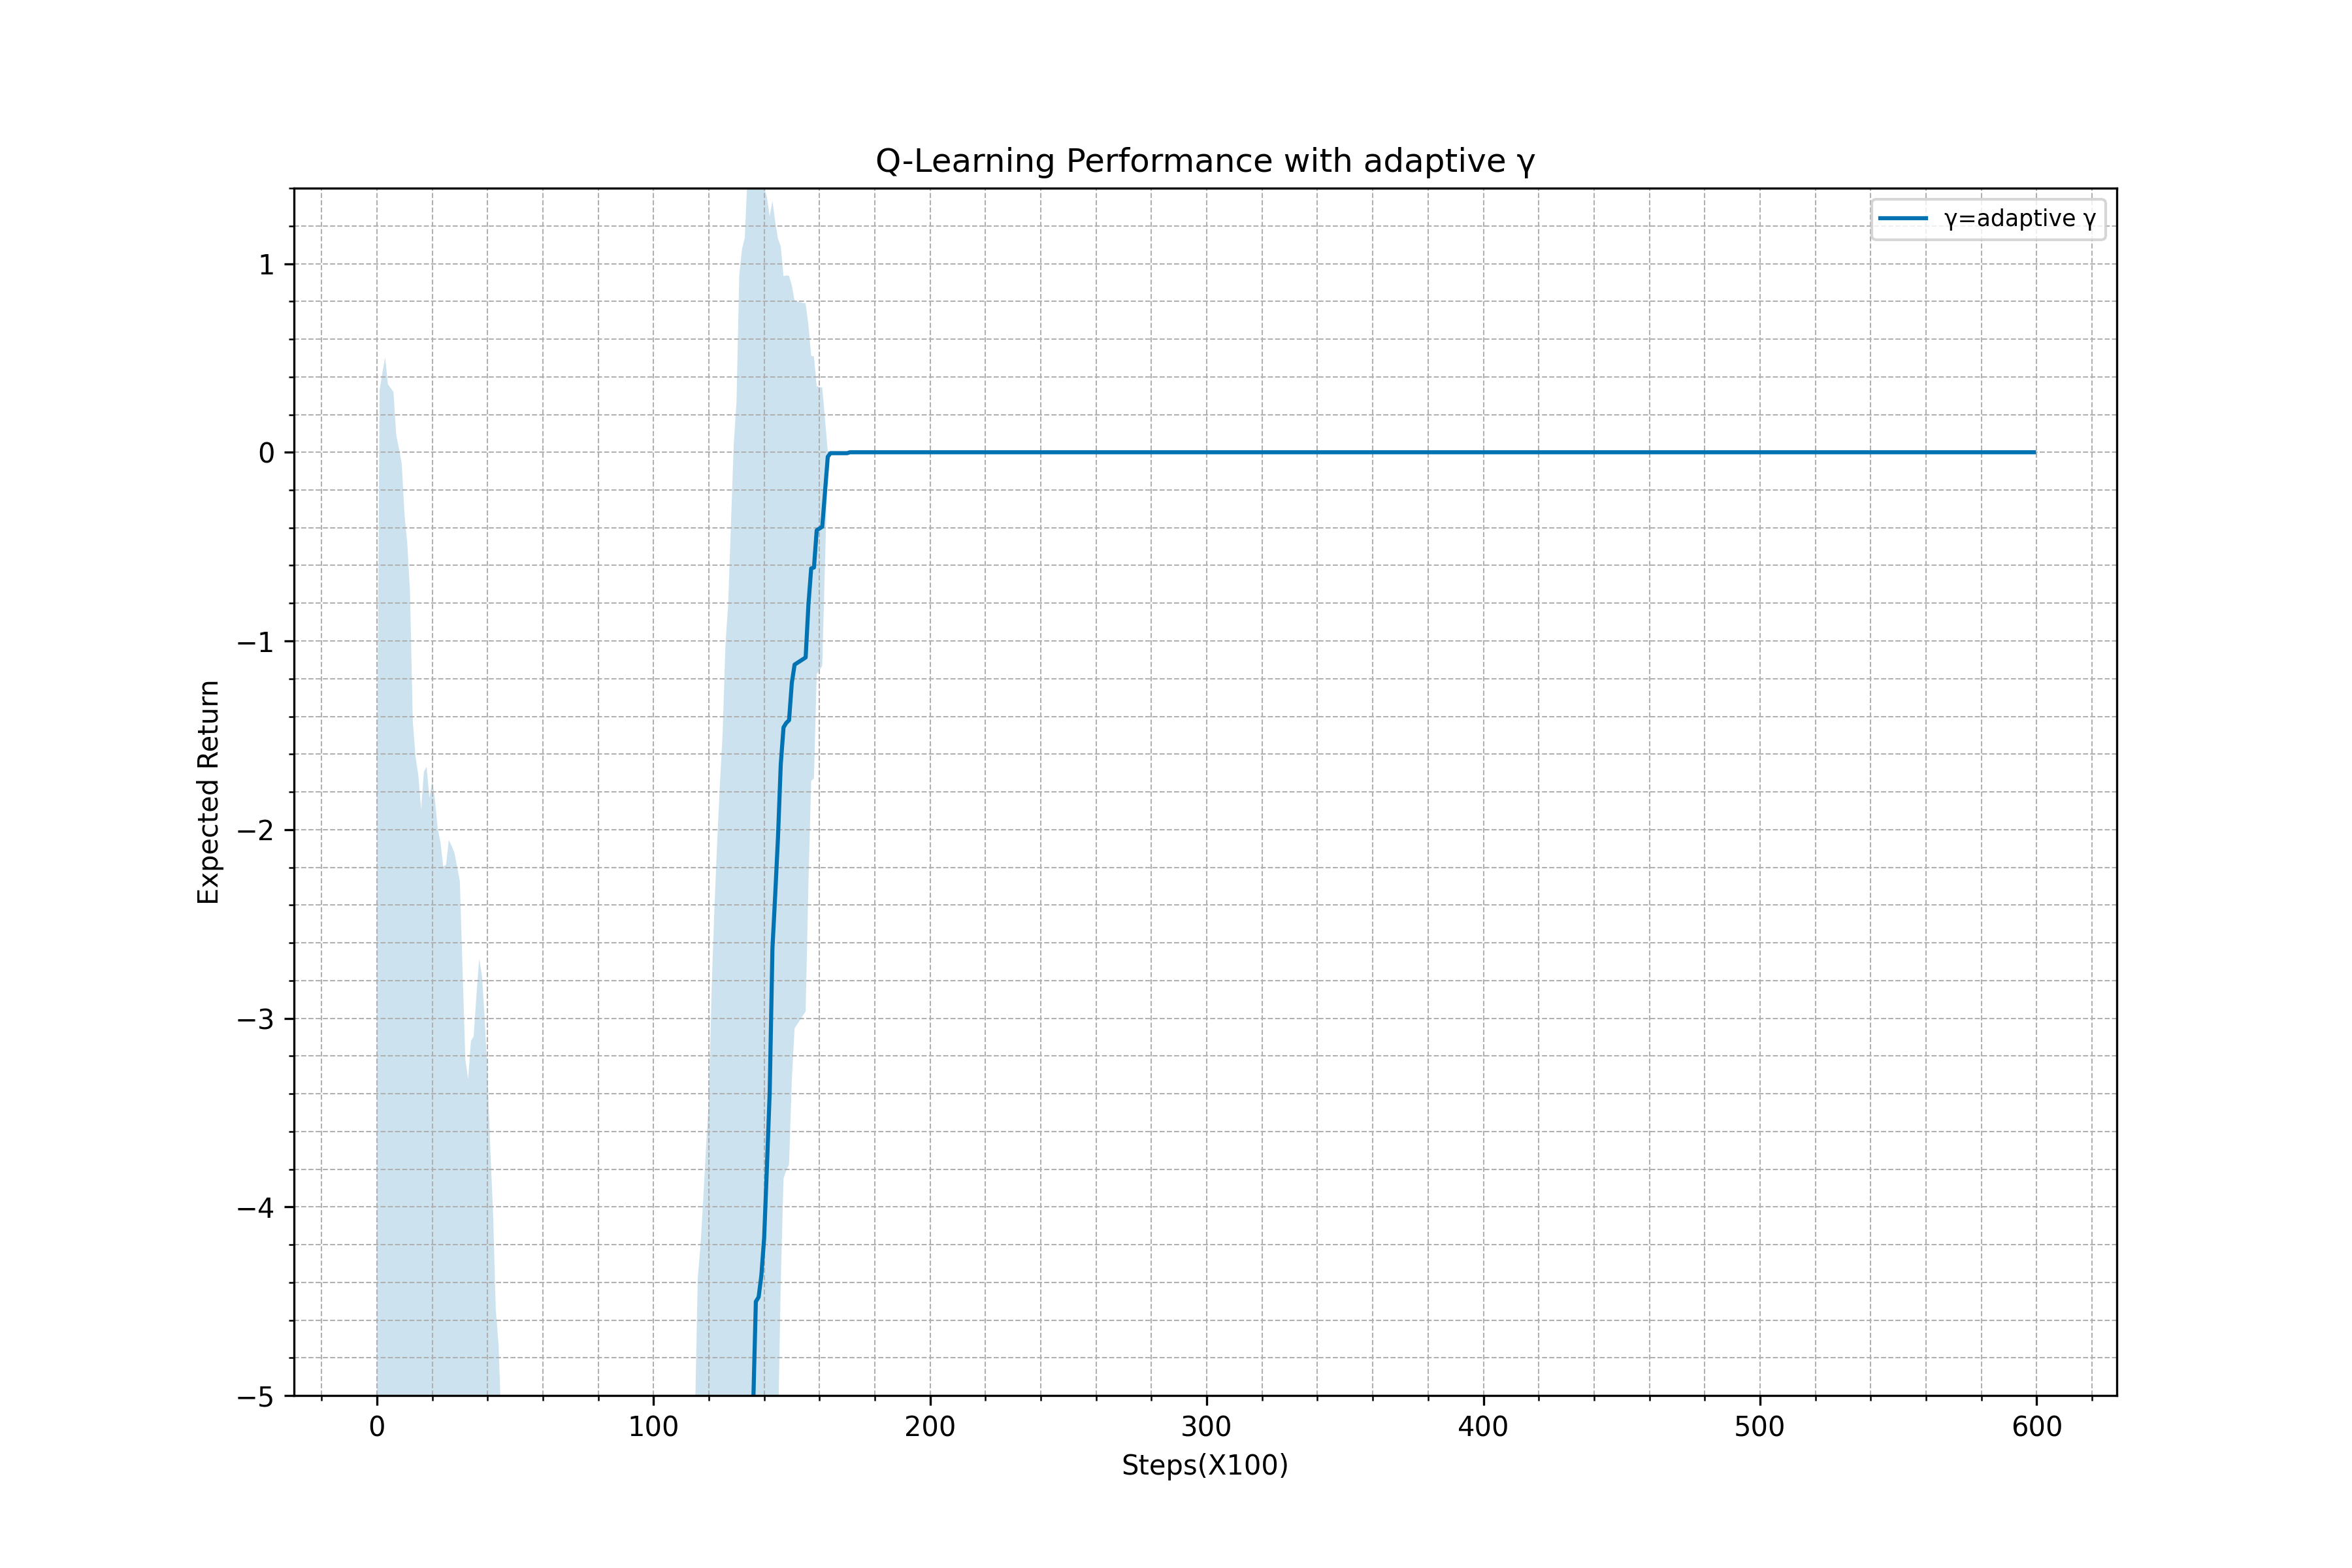 Q-Learning Performance with adaptive γ
γ=adaptive γ
1
0
−1
−2
−3
−4
−5
Expected Return
0 100 200 300 400 500 600
Steps(X100)